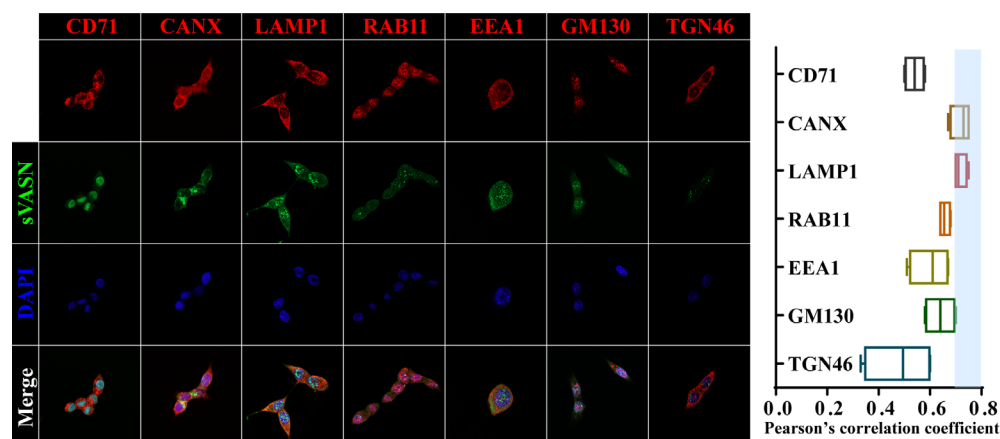 CD71 CANX LAMP1 RAB11 EEA1 GM130 TGN46
sVASN
DAPI
Merge
CD71
CANX
LAMP1
RAB11
EEA1
GM130
TGN46
0.0 0.2 0.4 0.6 0.8
Pearson's correlation coefficient